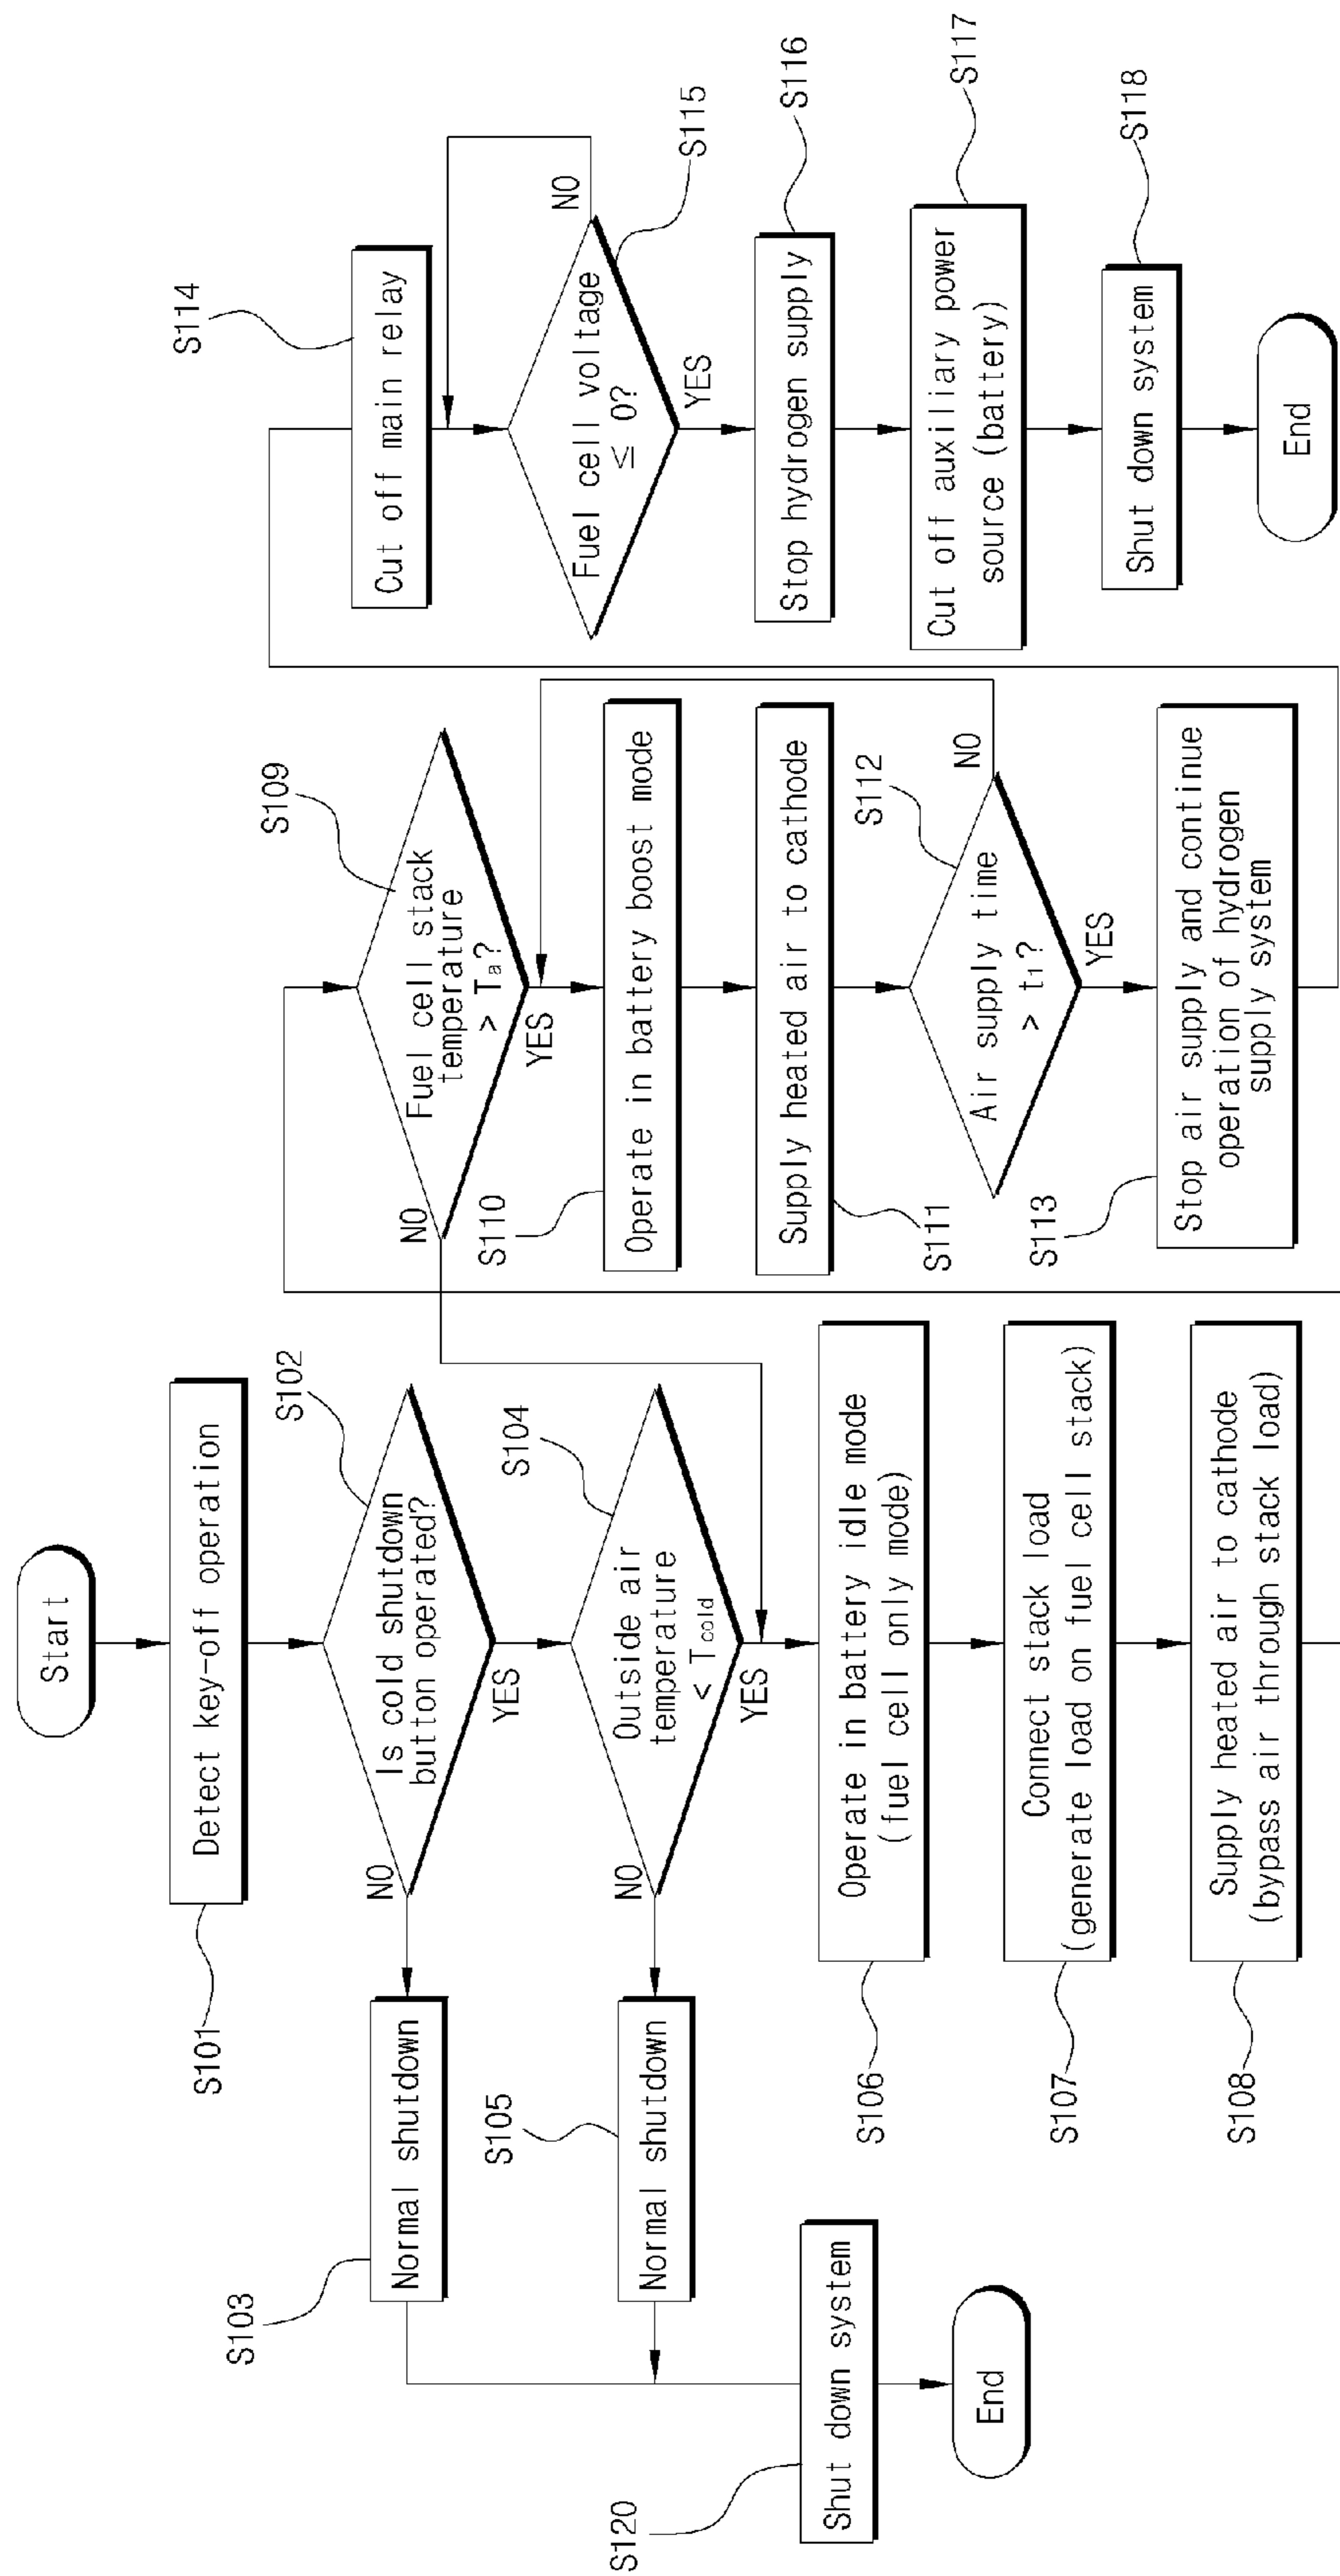 Start
Detect key-off operation
S101
Is cold shutdown
button operated?
S102
NO
YES
Normal shutdown
S103
Outside air
temperature
< Tcold
S104
NO
YES
Normal shutdown
S105
Shut down system
S120
End
Operate in battery idle mode
(fuel cell only mode)
S106
Connect stack load
(generate load on fuel cell stack)
S107
Supply heated air to cathode
(bypass air through stack load)
S108
Fuel cell stack
temperature
> Ta?
S109
NO
YES
Operate in battery boost mode
S110
Supply heated air to cathode
S111
Air supply time
> t1?
S112
NO
YES
Stop air supply and continue
operation of hydrogen
supply system
S113
Cut off main relay
S114
Fuel cell voltage
≤ 0?
S115
NO
YES
Stop hydrogen supply
S116
Cut off auxiliary power
source (battery)
S117
Shut down system
S118
End